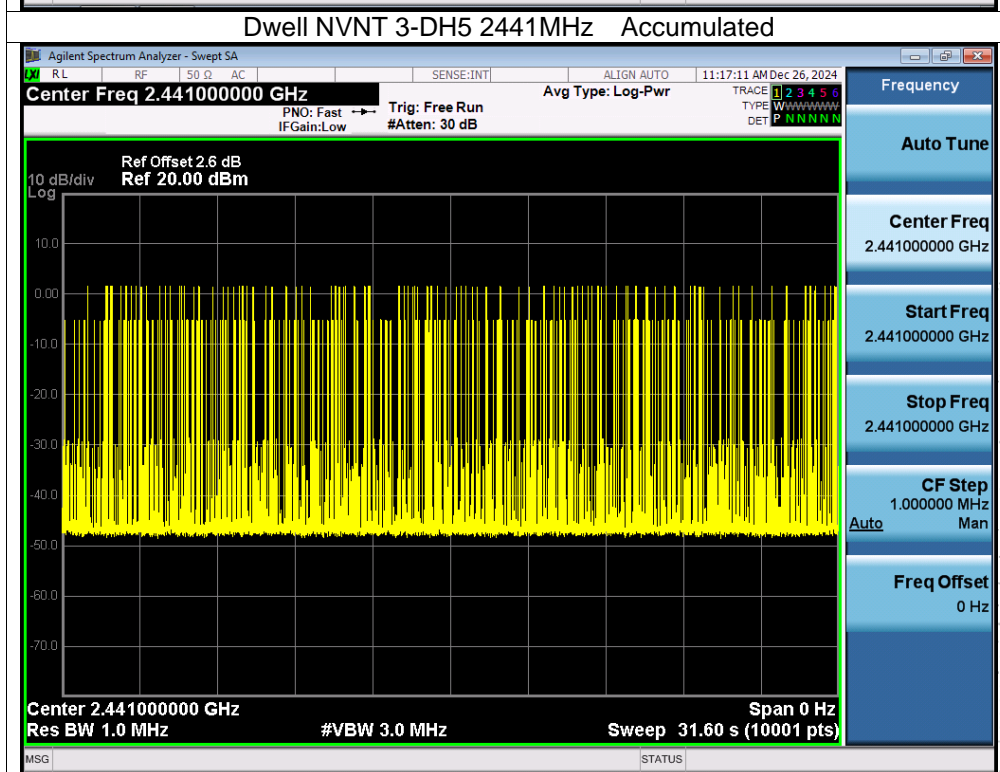 Dwell NVNT 3-DH5 2441MHz Accumulated
Agilent Spectrum Analyzer - Swept SA
LXI RL RF 50 Ω AC SENSE:INT ALIGN AUTO 11:17:11 AM Dec 26, 2024
Center Freq 2.441000000 GHz
PNO: Fast
IFGain:Low
Trig: Free Run
#Atten: 30 dB
Avg Type: Log-Pwr
TRACE 1 2 3 4 5 6
TYPE WWWWWWW
DET P N N N N N
Ref Offset 2.6 dB
10 dB/div Ref 20.00 dBm
Log
10.0
0.00
-10.0
-20.0
-30.0
-40.0
-50.0
-60.0
-70.0
Center 2.441000000 GHz Span 0 Hz
Res BW 1.0 MHz #VBW 3.0 MHz Sweep 31.60 s (10001 pts)
MSG STATUS
Frequency
Auto Tune
Center Freq
2.441000000 GHz
Start Freq
2.441000000 GHz
Stop Freq
2.441000000 GHz
CF Step
1.000000 MHz
Auto Man
Freq Offset
0 Hz